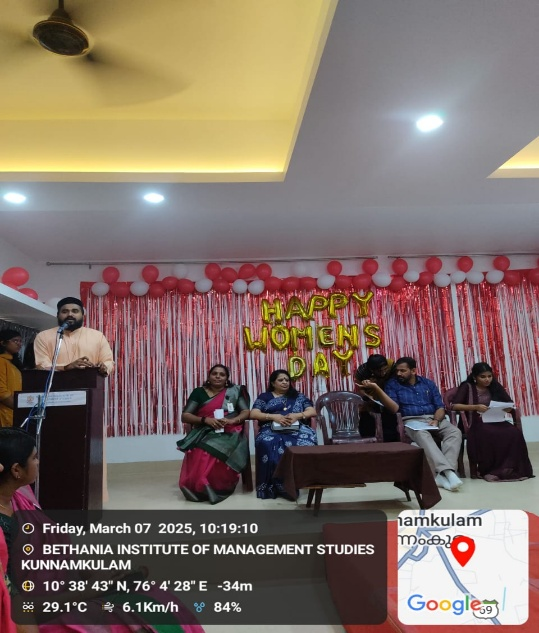 HAPPY
WOMENS
DAY
Friday, March 07 2025, 10:19:10
BETHANIA INSTITUTE OF MANAGEMENT STUDIES
KUNNAMKULAM
10° 38' 43" N, 76° 4' 28" E -34m
29.1°C 6.1Km/h 84%
namkulam
Google
69